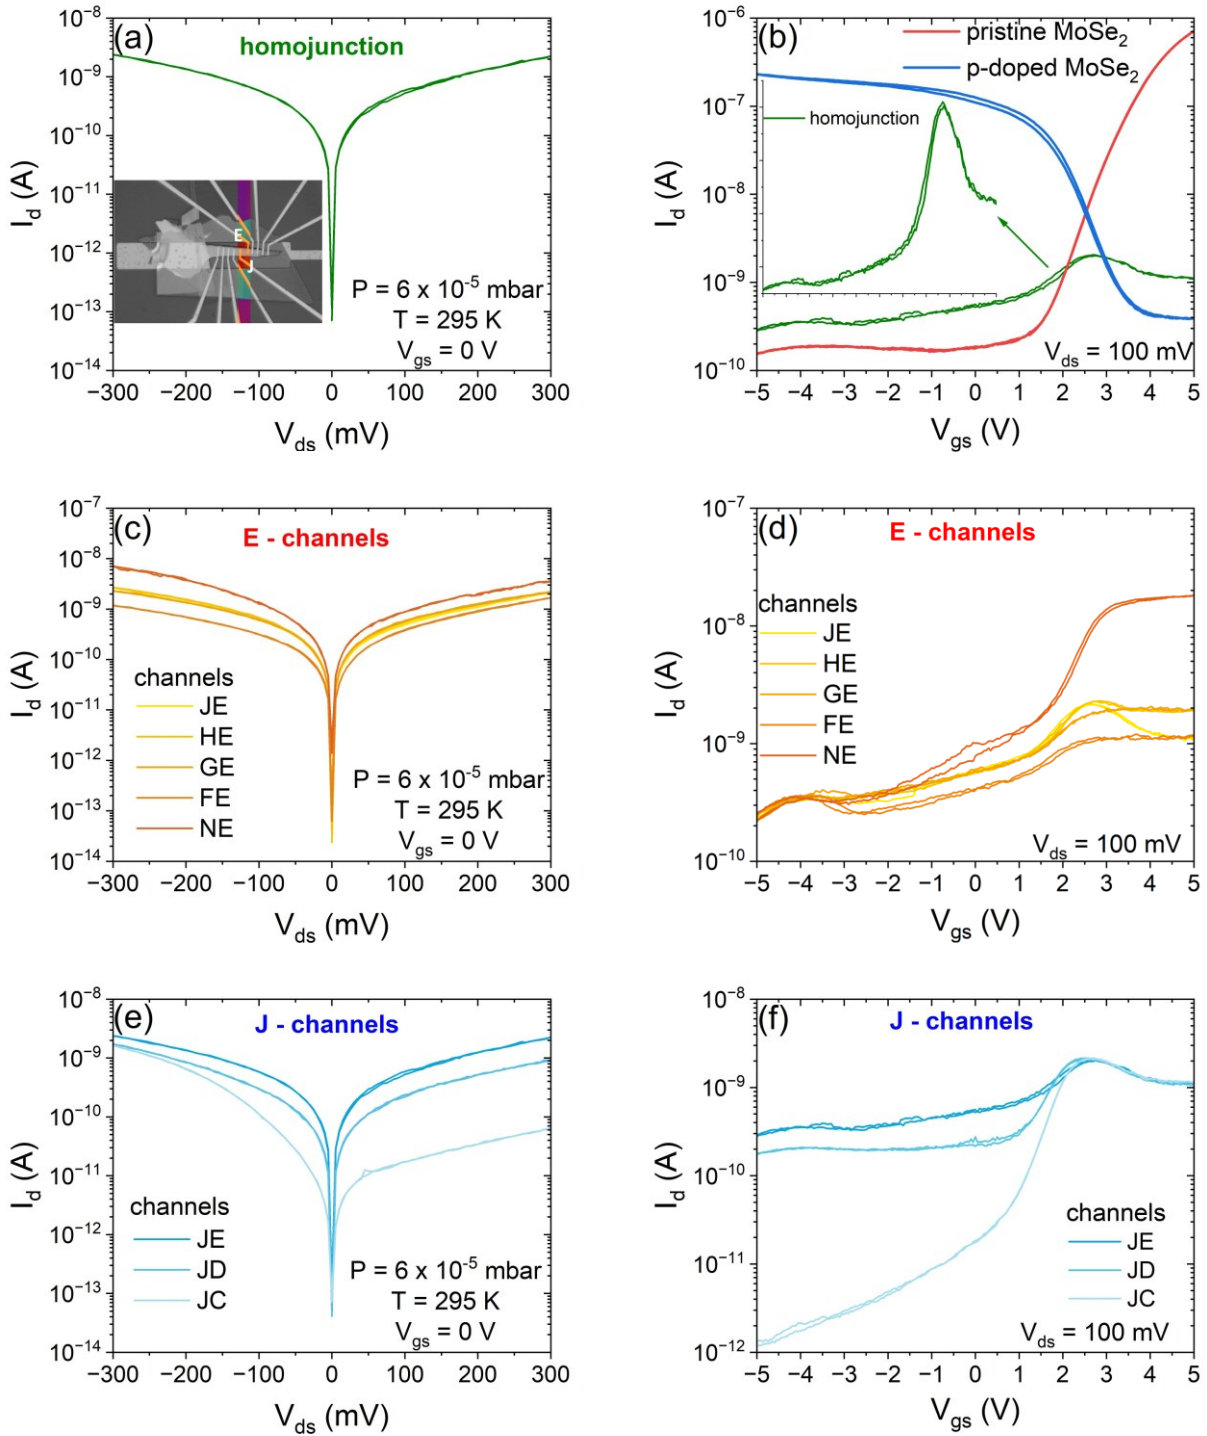 (a) homojunction
10⁻⁸
10⁻⁹
10⁻¹⁰
10⁻¹¹
10⁻¹²
10⁻¹³
10⁻¹⁴
I_d (A)
E
J
P = 6 x 10⁻⁵ mbar
T = 295 K
V_gs = 0 V
−300 −200 −100 0 100 200 300
V_ds (mV)
(b) pristine MoSe₂
p-doped MoSe₂
homojunction
10⁻⁶
10⁻⁷
10⁻⁸
10⁻⁹
10⁻¹⁰
I_d (A)
V_ds = 100 mV
−5 −4 −3 −2 −1 0 1 2 3 4 5
V_gs (V)
(c) E - channels
10⁻⁷
10⁻⁸
10⁻⁹
10⁻¹⁰
10⁻¹¹
10⁻¹²
10⁻¹³
10⁻¹⁴
I_d (A)
channels
JE
HE
GE
FE
NE
P = 6 x 10⁻⁵ mbar
T = 295 K
V_gs = 0 V
−300 −200 −100 0 100 200 300
V_ds (mV)
(d) E - channels
10⁻⁷
10⁻⁸
10⁻⁹
10⁻¹⁰
I_d (A)
channels
JE
HE
GE
FE
NE
V_ds = 100 mV
−5 −4 −3 −2 −1 0 1 2 3 4 5
V_gs (V)
(e) J - channels
10⁻⁸
10⁻⁹
10⁻¹⁰
10⁻¹¹
10⁻¹²
10⁻¹³
10⁻¹⁴
I_d (A)
channels
JE
JD
JC
P = 6 x 10⁻⁵ mbar
T = 295 K
V_gs = 0 V
−300 −200 −100 0 100 200 300
V_ds (mV)
(f) J - channels
10⁻⁸
10⁻⁹
10⁻¹⁰
10⁻¹¹
10⁻¹²
I_d (A)
channels
JE
JD
JC
V_ds = 100 mV
−5 −4 −3 −2 −1 0 1 2 3 4 5
V_gs (V)